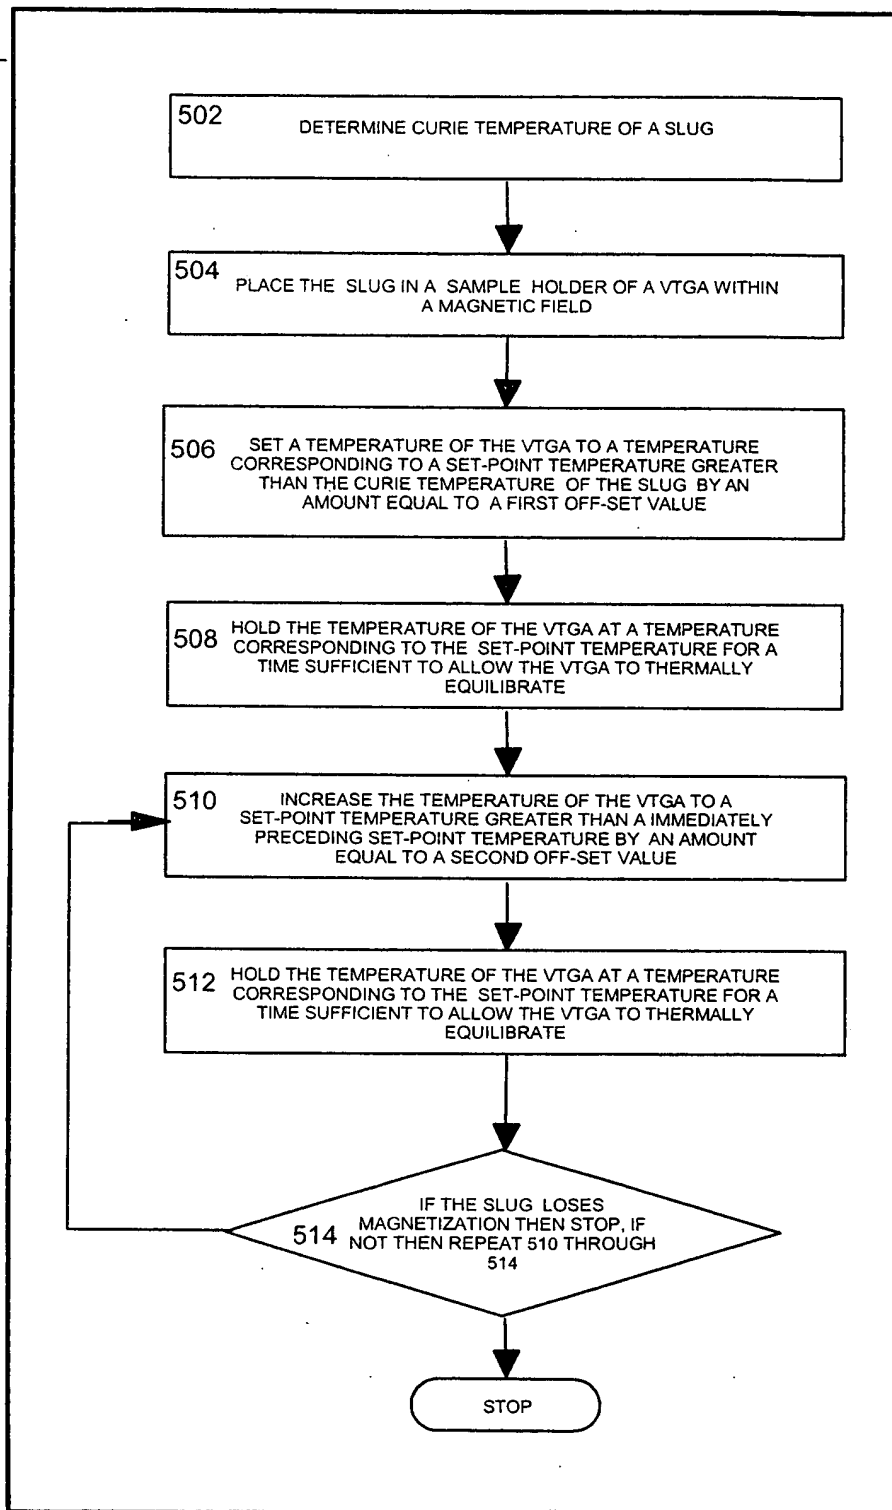 502
DETERMINE CURIE TEMPERATURE OF A SLUG
504
PLACE THE SLUG IN A SAMPLE HOLDER OF A VTGA WITHIN
A MAGNETIC FIELD
506
SET A TEMPERATURE OF THE VTGA TO A TEMPERATURE
CORRESPONDING TO A SET-POINT TEMPERATURE GREATER
THAN THE CURIE TEMPERATURE OF THE SLUG BY AN
AMOUNT EQUAL TO A FIRST OFF-SET VALUE
508
HOLD THE TEMPERATURE OF THE VTGA AT A TEMPERATURE
CORRESPONDING TO THE SET-POINT TEMPERATURE FOR A
TIME SUFFICIENT TO ALLOW THE VTGA TO THERMALLY
EQUILIBRATE
510
INCREASE THE TEMPERATURE OF THE VTGA TO A
SET-POINT TEMPERATURE GREATER THAN A IMMEDIATELY
PRECEDING SET-POINT TEMPERATURE BY AN AMOUNT
EQUAL TO A SECOND OFF-SET VALUE
512
HOLD THE TEMPERATURE OF THE VTGA AT A TEMPERATURE
CORRESPONDING TO THE SET-POINT TEMPERATURE FOR A
TIME SUFFICIENT TO ALLOW THE VTGA TO THERMALLY
EQUILIBRATE
514
IF THE SLUG LOSES
MAGNETIZATION THEN STOP, IF
NOT THEN REPEAT 510 THROUGH
514
STOP